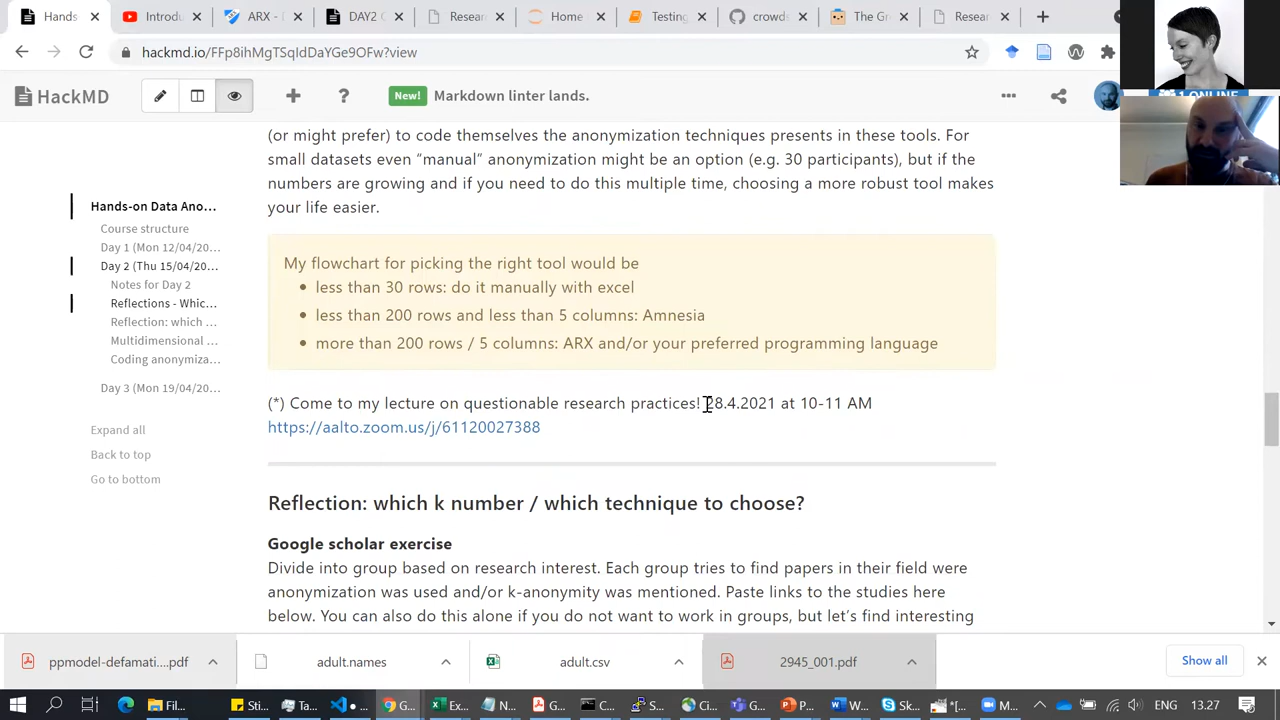 Hands
Introdu
ARX - I
DAY2 C
Resear
Home
Testing
crowds
The Gr
Resear
hackmd.io/FFp8ihMgTSqIdDaYGe9OFw?view
HackMD
New! Markdown linter lands.
1 ONLINE
(or might prefer) to code themselves the anonymization techniques presents in these tools. For
small datasets even “manual” anonymization might be an option (e.g. 30 participants), but if the
numbers are growing and if you need to do this multiple time, choosing a more robust tool makes
your life easier.
Hands-on Data Ano…
Course structure
Day 1 (Mon 12/04/20…
Day 2 (Thu 15/04/20…
Notes for Day 2
Reflections - Whic…
Reflection: which …
Multidimensional …
Coding anonymiza…
Day 3 (Mon 19/04/20…
Expand all
Back to top
Go to bottom
My flowchart for picking the right tool would be
• less than 30 rows: do it manually with excel
• less than 200 rows and less than 5 columns: Amnesia
• more than 200 rows / 5 columns: ARX and/or your preferred programming language
(*) Come to my lecture on questionable research practices! 28.4.2021 at 10-11 AM
https://aalto.zoom.us/j/61120027388
Reflection: which k number / which technique to choose?
Google scholar exercise
Divide into group based on research interest. Each group tries to find papers in their field were
anonymization was used and/or k-anonymity was mentioned. Paste links to the studies here
below. You can also do this alone if you do not want to work in groups, but let’s find interesting
ppmodel-defamati....pdf
adult.names
adult.csv
2945_001.pdf
Show all
Fil...
Sti...
Ta...
G...
Ex...
N...
G...
C...
S...
Ci...
P...
W...
Sk...
*[...
M...
13.27